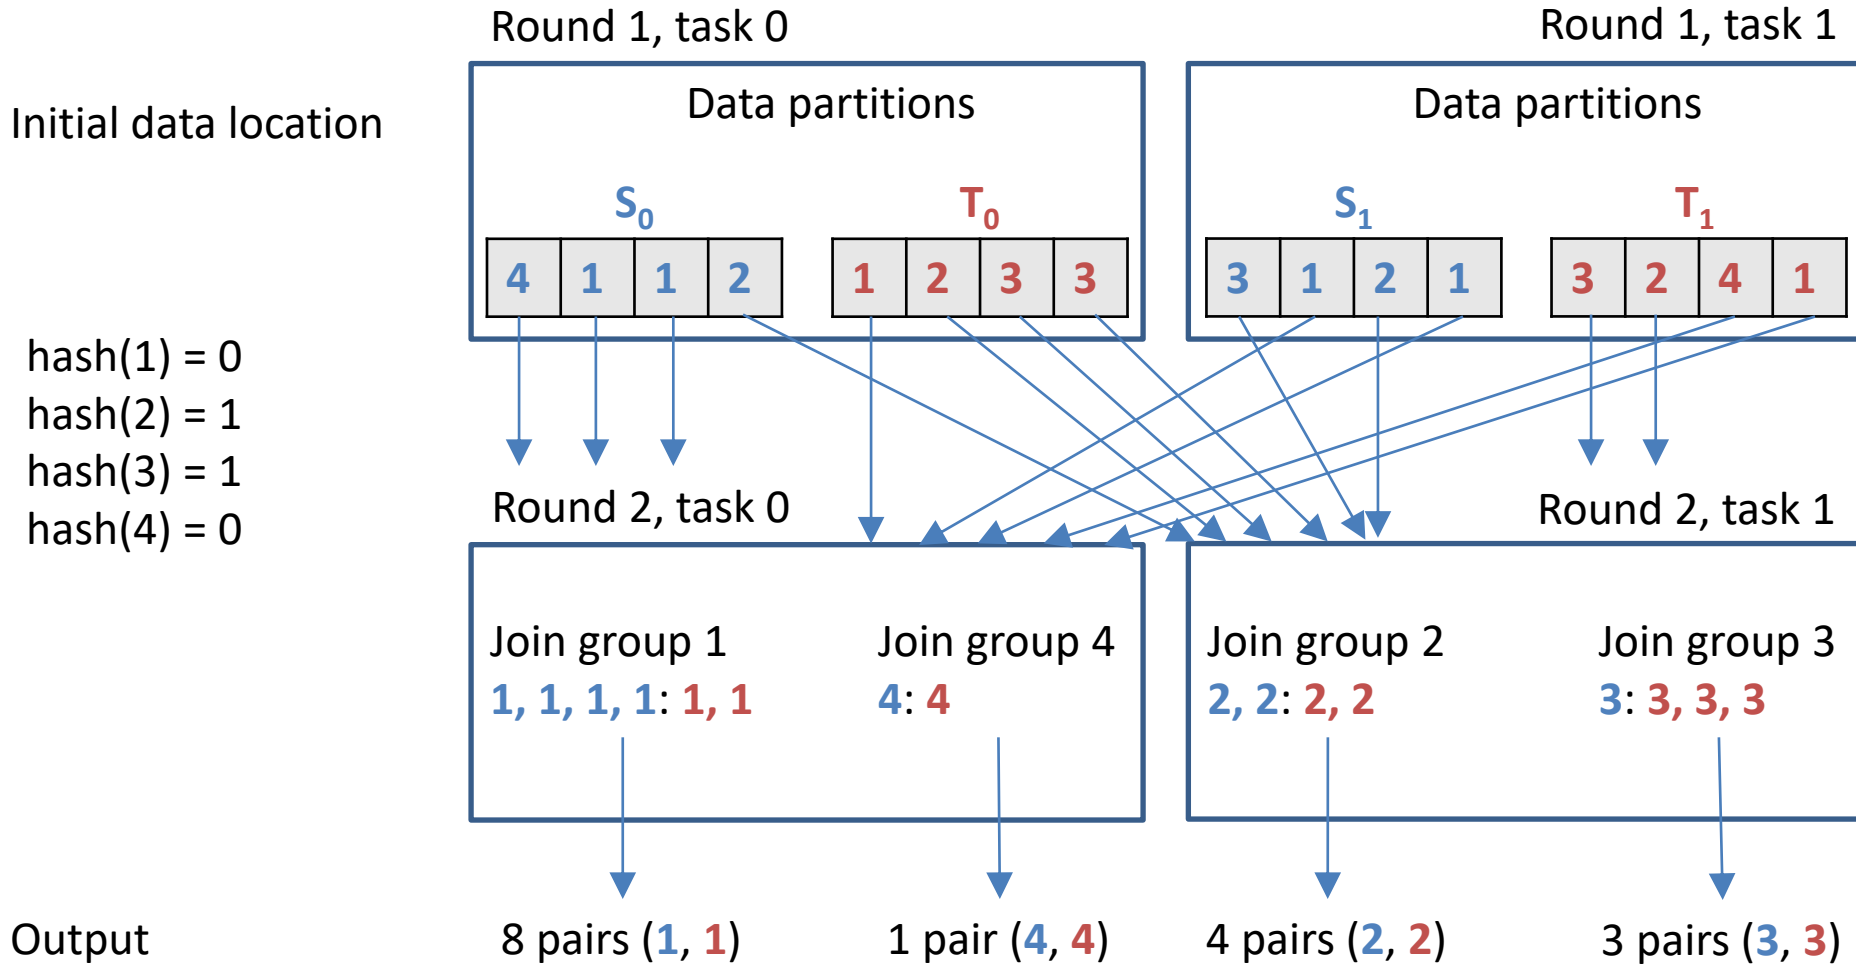 Round 1, task 0
Round 1, task 1
Initial data location
Data partitions
Data partitions
S0
T0
S1
T1
4 1 1 2
1 2 3 3
3 1 2 1
3 2 4 1
hash(1) = 0
hash(2) = 1
hash(3) = 1
hash(4) = 0
Round 2, task 0
Round 2, task 1
Join group 1
1, 1, 1, 1: 1, 1
Join group 4
4: 4
Join group 2
2, 2: 2, 2
Join group 3
3: 3, 3, 3
Output
8 pairs (1, 1)
1 pair (4, 4)
4 pairs (2, 2)
3 pairs (3, 3)